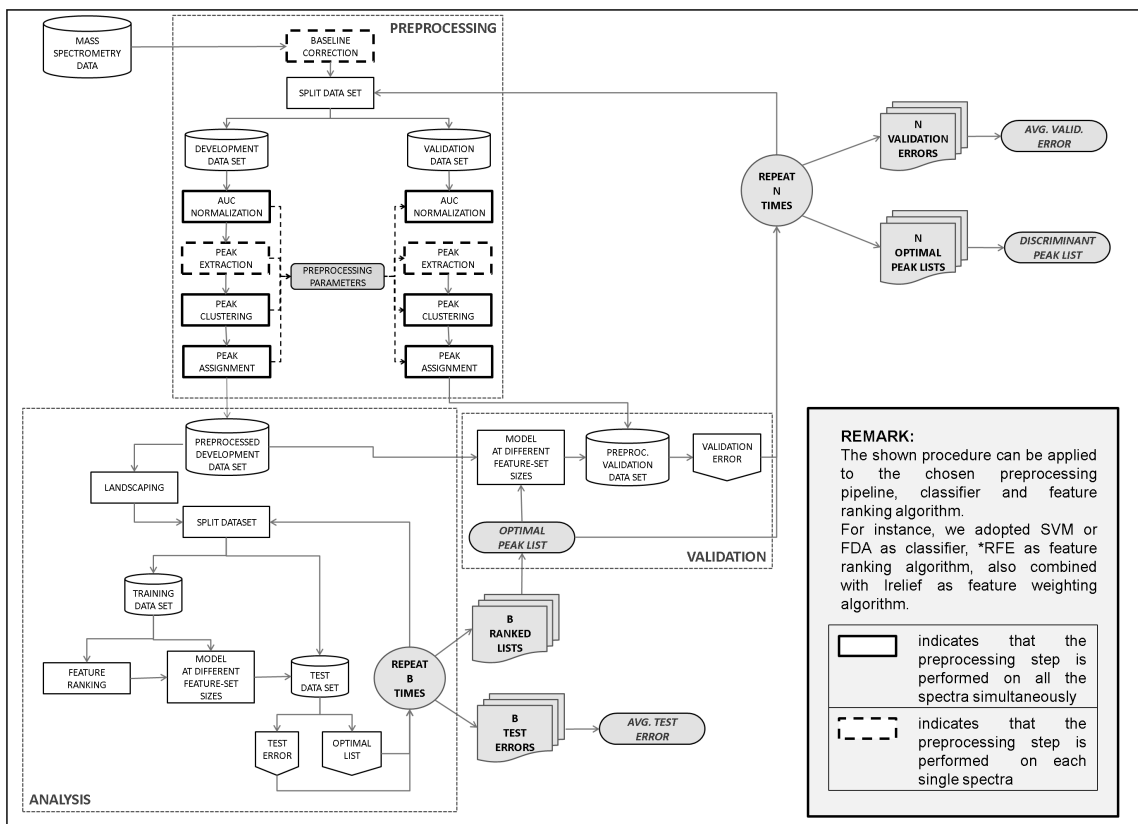 PREPROCESSING
MASS
SPECTROMETRY
DATA
BASELINE
CORRECTION
SPLIT DATA SET
DEVELOPMENT
DATA SET
VALIDATION
DATA SET
AUC
NORMALIZATION
AUC
NORMALIZATION
PEAK
EXTRACTION
PREPROCESSING
PARAMETERS
PEAK
EXTRACTION
PEAK
CLUSTERING
PEAK
CLUSTERING
PEAK
ASSIGNMENT
PEAK
ASSIGNMENT
REPEAT
N
TIMES
N
VALIDATION
ERRORS
AVG. VALID.
ERROR
N
OPTIMAL
PEAK LISTS
DISCRIMINANT
PEAK LIST
PREPROCESSED
DEVELOPMENT
DATA SET
LANDSCAPING
SPLIT DATASET
TRAINING
DATA SET
FEATURE
RANKING
MODEL
AT DIFFERENT
FEATURE-SET
SIZES
TEST
DATA SET
TEST
ERROR
OPTIMAL
LIST
ANALYSIS
REPEAT
B
TIMES
B
RANKED
LISTS
B
TEST
ERRORS
AVG. TEST
ERROR
MODEL
AT DIFFERENT
FEATURE-SET
SIZES
PREPROC.
VALIDATION
DATA SET
VALIDATION
ERROR
OPTIMAL
PEAK LIST
VALIDATION
REMARK:
The shown procedure can be applied
to the chosen preprocessing
pipeline, classifier and feature
ranking algorithm.
For instance, we adopted SVM or
FDA as classifier, *RFE as feature
ranking algorithm, also combined
with Irelief as feature weighting
algorithm.
indicates that the
preprocessing step is
performed on all the
spectra simultaneously
indicates that the
preprocessing step is
performed on each
single spectra